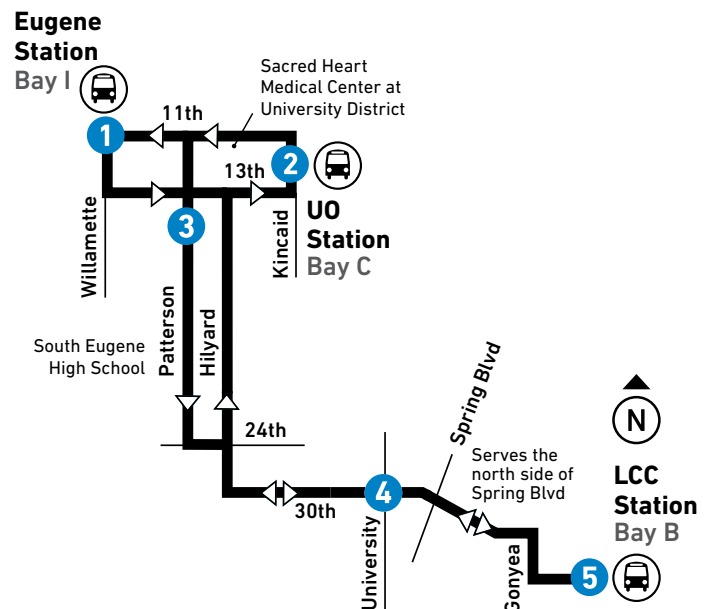 Eugene
Station
Bay I
Sacred Heart
Medical Center at
University District
11th
1
2
13th
UO
Station
Bay C
3
Willamette
Kincaid
Patterson
Hilyard
South Eugene
High School
24th
Spring Blvd
N
Serves the
north side of
Spring Blvd
LCC
Station
Bay B
4
30th
University
Gonyea
5